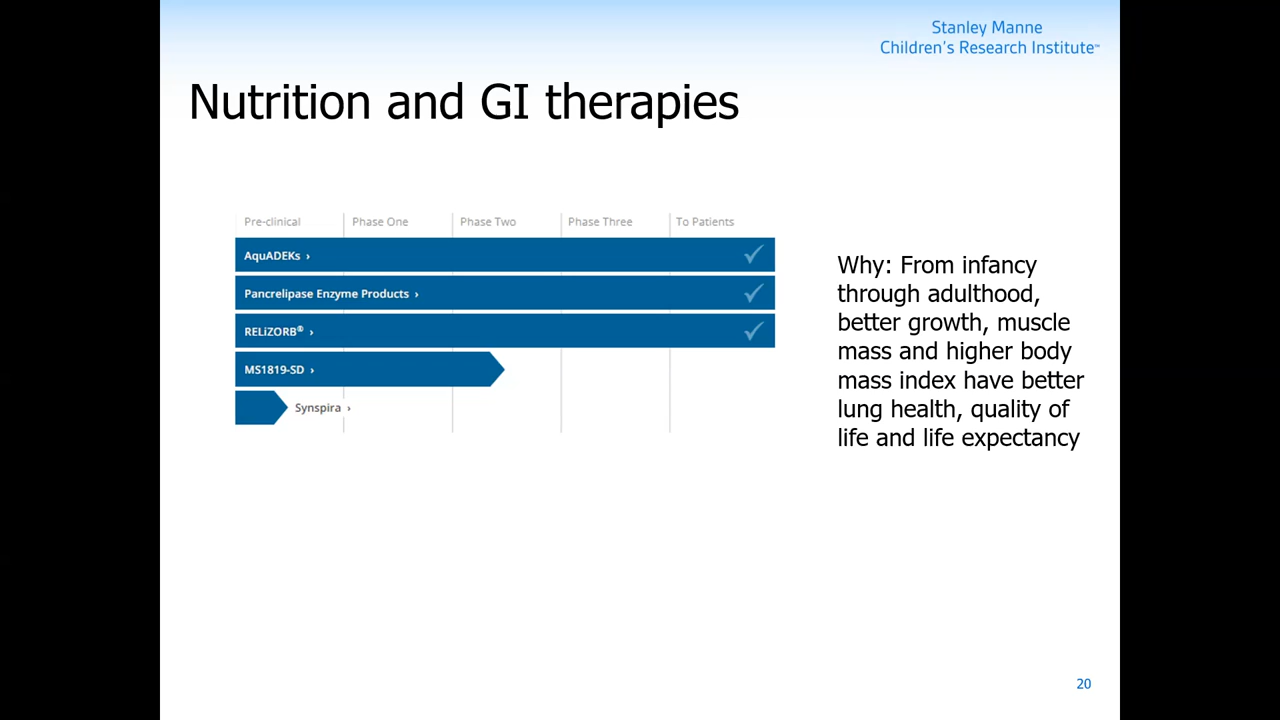 Stanley Manne
Children's Research Institute™
Nutrition and GI therapies
Pre-clinical
Phase One
Phase Two
Phase Three
To Patients
AquADEKs ›
Pancrelipase Enzyme Products ›
RELiZORB® ›
MS1819-SD ›
Synspira ›
Why: From infancy
through adulthood,
better growth, muscle
mass and higher body
mass index have better
lung health, quality of
life and life expectancy
20